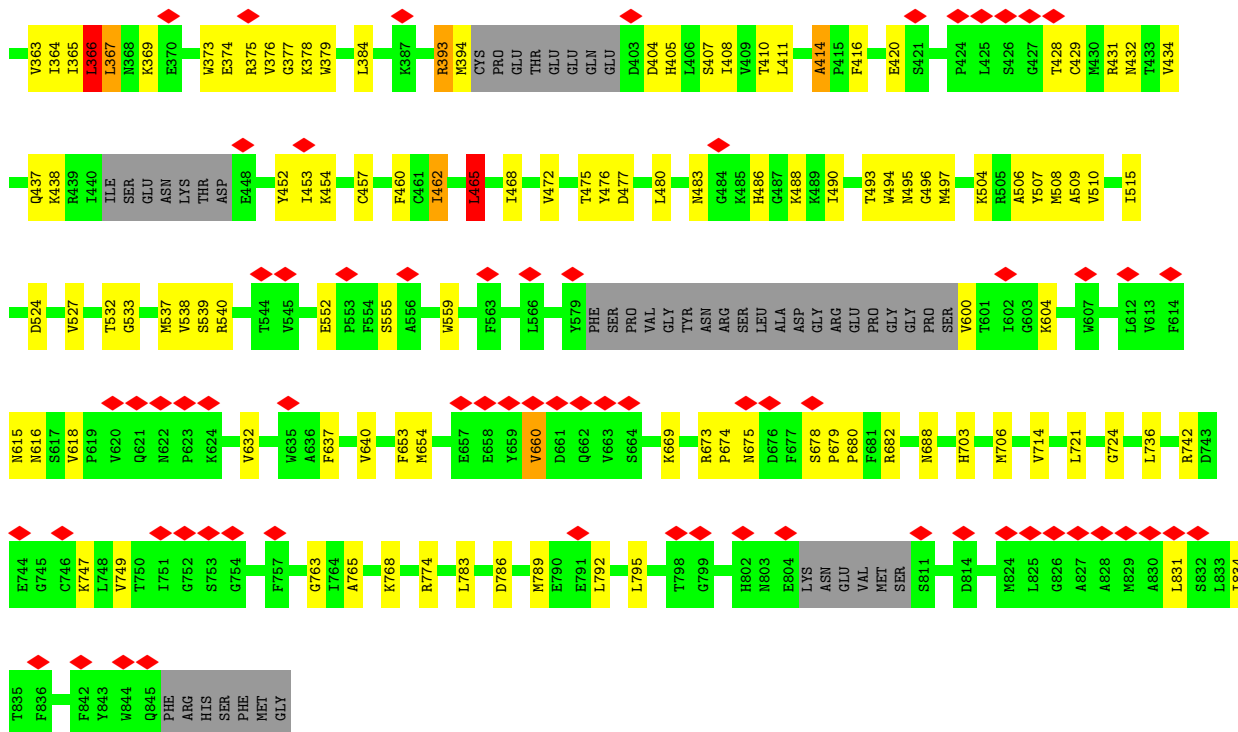 V363 I364 I365 L366 L367 N368 K369 E370 W373 E374 R375 V376 G377 K378 W379 L384 K387 R393 M394 CYS PRO GLU THR GLU GLU GLN GLU D403 D404 H405 L406 S407 I408 V409 T410 L411 A414 P415 F416 E420 S421 P424 L425 S426 G427 T428 C429 M430 R431 N432 T433 V434
Q437 K438 R439 I440 ILE SER GLU ASN LYS THR ASP E448 Y452 I453 K454 C457 F460 C461 I462 L465 I468 V472 T475 Y476 D477 L480 N483 G484 K485 H486 G487 K488 K489 I490 T493 W494 N495 G496 M497 K504 R505 A506 Y507 M508 A509 V510 I515
D524 V527 T532 G533 M537 V538 S539 R540 T544 V545 E552 P553 F554 S555 A556 W559 F563 L566 Y579 PHE SER PRO VAL GLY TYR ASN ARG SER LEU ALA ASP GLY ARG GLU PRO GLY GLY PRO SER V600 T601 I602 G603 K604 W607 L612 V613 F614
N615 N616 S617 V618 P619 V620 Q621 N622 P623 K624 V632 W635 A636 F637 V640 F653 M654 E657 E658 Y659 V660 D661 Q662 V663 S664 K669 R673 P674 N675 D676 F677 S678 P679 P680 F681 R682 N688 H703 M706 V714 L721 G724 L736 R742 D743
E744 G745 C746 K747 L748 V749 T750 I751 G752 S753 G754 F757 G763 I764 A765 K768 R774 L783 D786 M789 E790 E791 L792 L795 T798 G799 H802 N803 E804 LYS ASN GLU VAL MET SER S811 D814 M824 L825 G826 A827 A828 M829 A830 L831 S832 L833
T835 F836 F842 Y843 W844 Q845 PHE ARG HIS SER PHE MET GLY